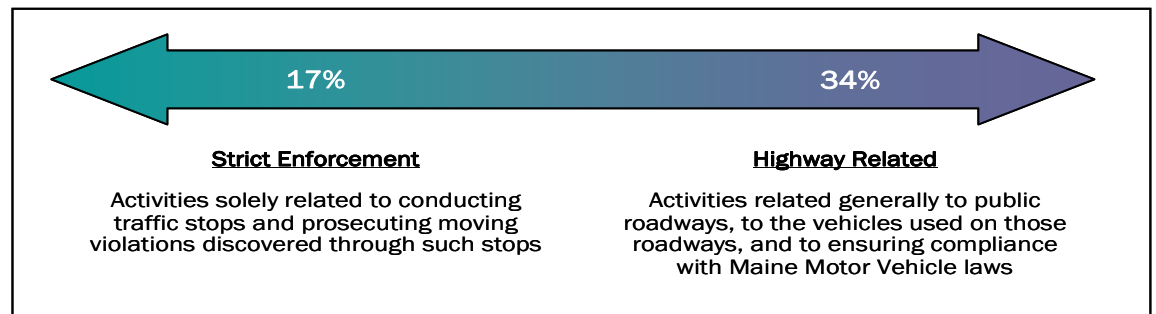 17%
34%
Strict Enforcement
Activities solely related to conducting
traffic stops and prosecuting moving
violations discovered through such stops
Highway Related
Activities related generally to public
roadways, to the vehicles used on those
roadways, and to ensuring compliance
with Maine Motor Vehicle laws